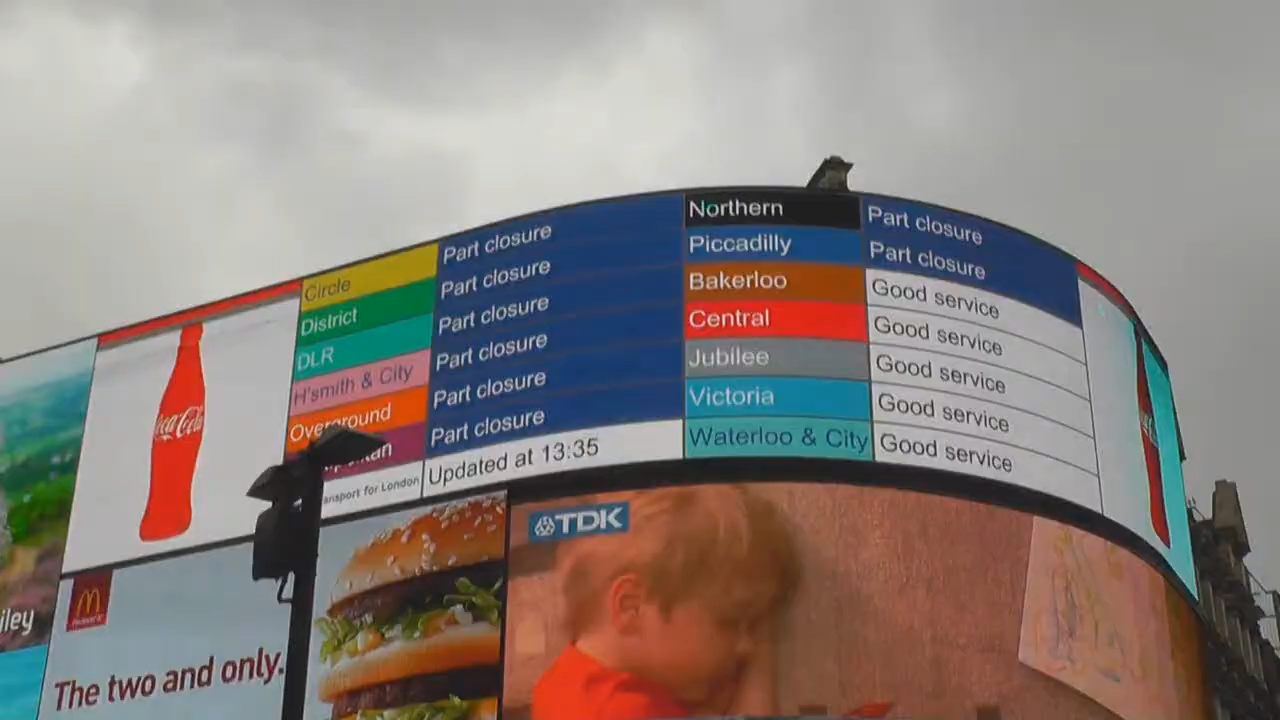 Circle Part closure
District Part closure
DLR Part closure
H'smith & City Part closure
Overground Part closure
Part closure
Updated at 13:35
Northern Part closure
Piccadilly Part closure
Bakerloo Good service
Central Good service
Jubilee Good service
Victoria Good service
Waterloo & City Good service
Coca-Cola
for London
TDK
iley
The two and only.